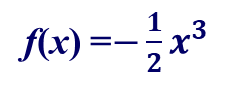 f(x) = − 1/2 x³